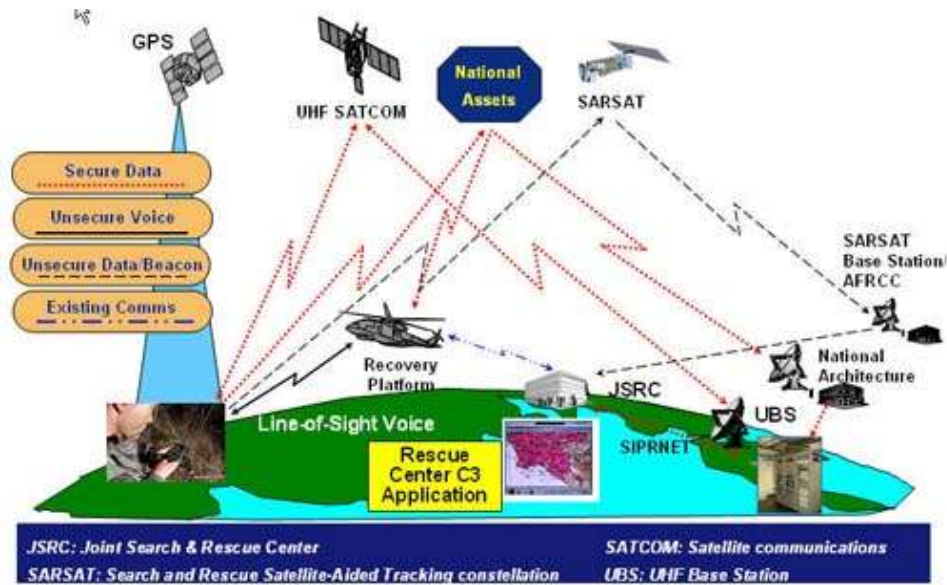 GPS
UHF SATCOM
National
Assets
SARSAT
Secure Data
Unsecure Voice
Unsecure Data/Beacon
Existing Comms
SARSAT
Base Station/
AFRCC
Recovery
Platform
National
Architecture
JSRC
UBS
Line-of-Sight Voice
SIPRNET
Rescue
Center C3
Application
JSRC: Joint Search & Rescue Center
SATCOM: Satellite communications
SARSAT: Search and Rescue Satellite-Aided Tracking constellation
UBS: UHF Base Station